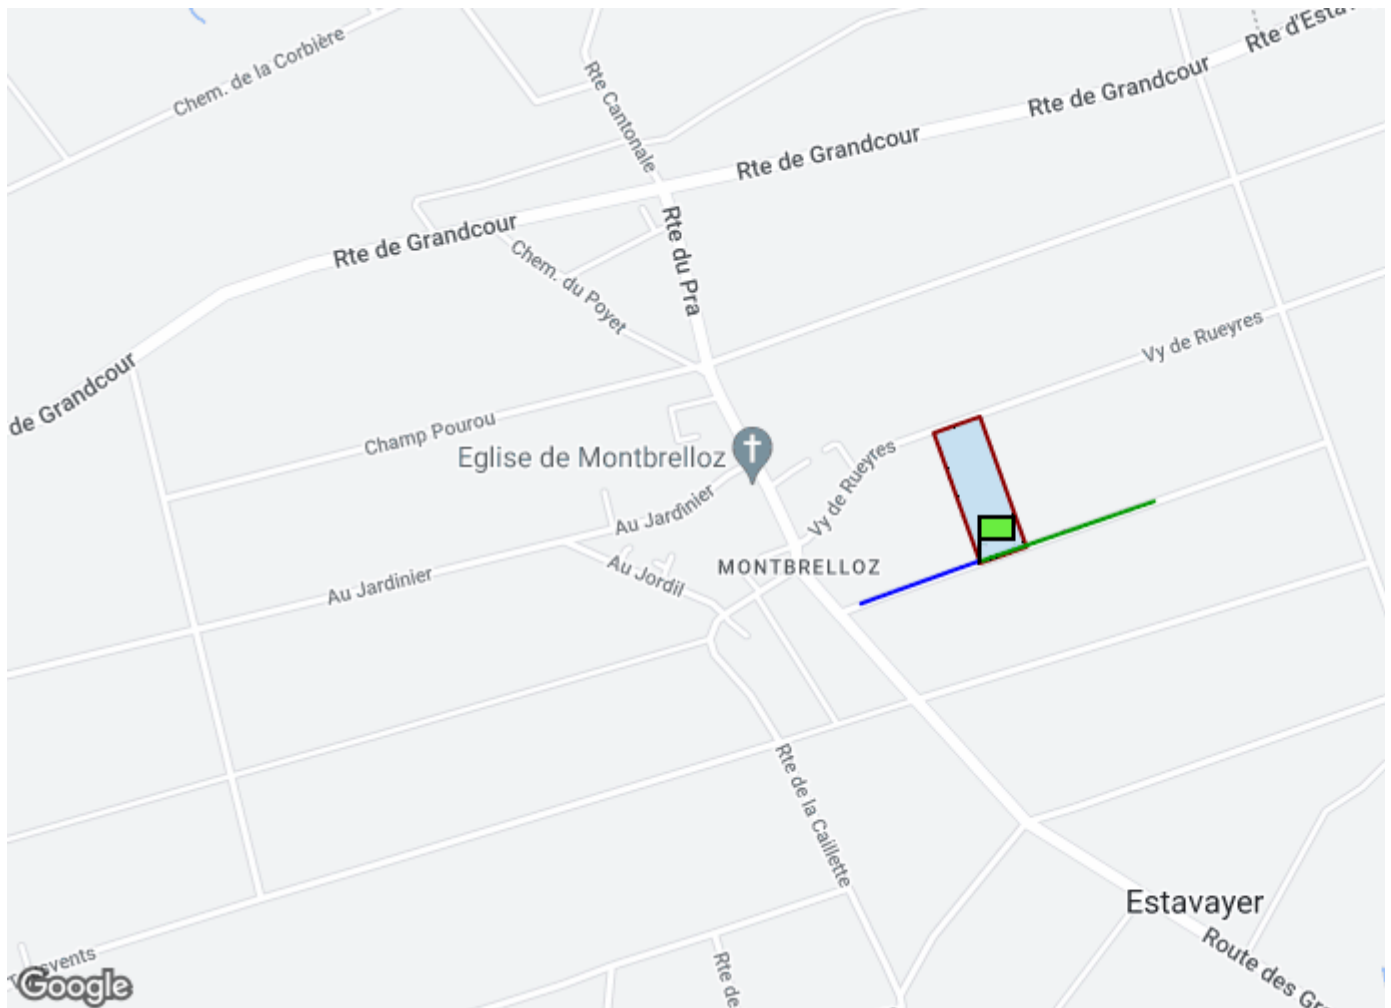 Rte d'Esta
Chem. de la Corbière
Rte Cantonale
Rte de Grandcour
Rte de Grandcour
Rte de Grandcour
Rte du Pra
Chem. du Poyet
Vy de Rueyres
de Grandcour
Champ Pourou
Eglise de Montbrelloz
Vy de Rueyres
Au Jardinier
MONTBRELLOZ
Au Jordil
Au Jardinier
Rte de la Caillette
Estavayer
Route des Gr
Rte de
Google